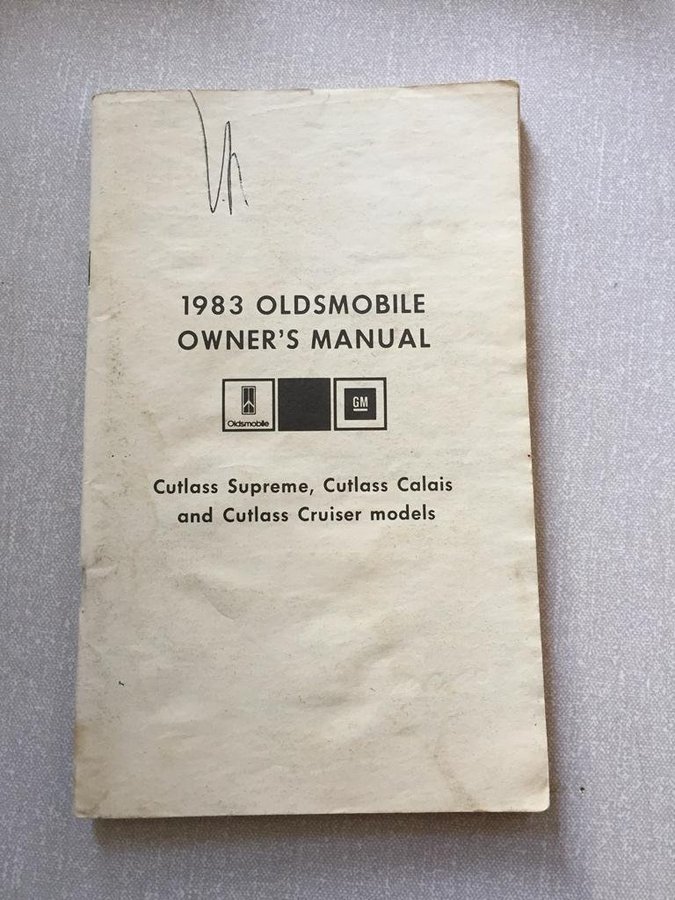 1983 OLDSMOBILE
OWNER'S MANUAL
Oldsmobile
GM
Cutlass Supreme, Cutlass Calais
and Cutlass Cruiser models